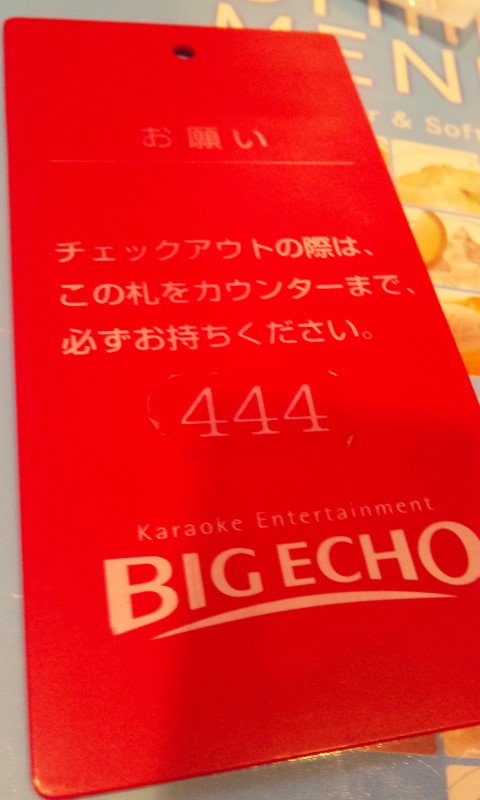 MEN
& Sof
お願い
チェックアウトの際は、
この札をカウンターまで、
必ずお持ちください。
444
Karaoke Entertainment
BIG ECHO